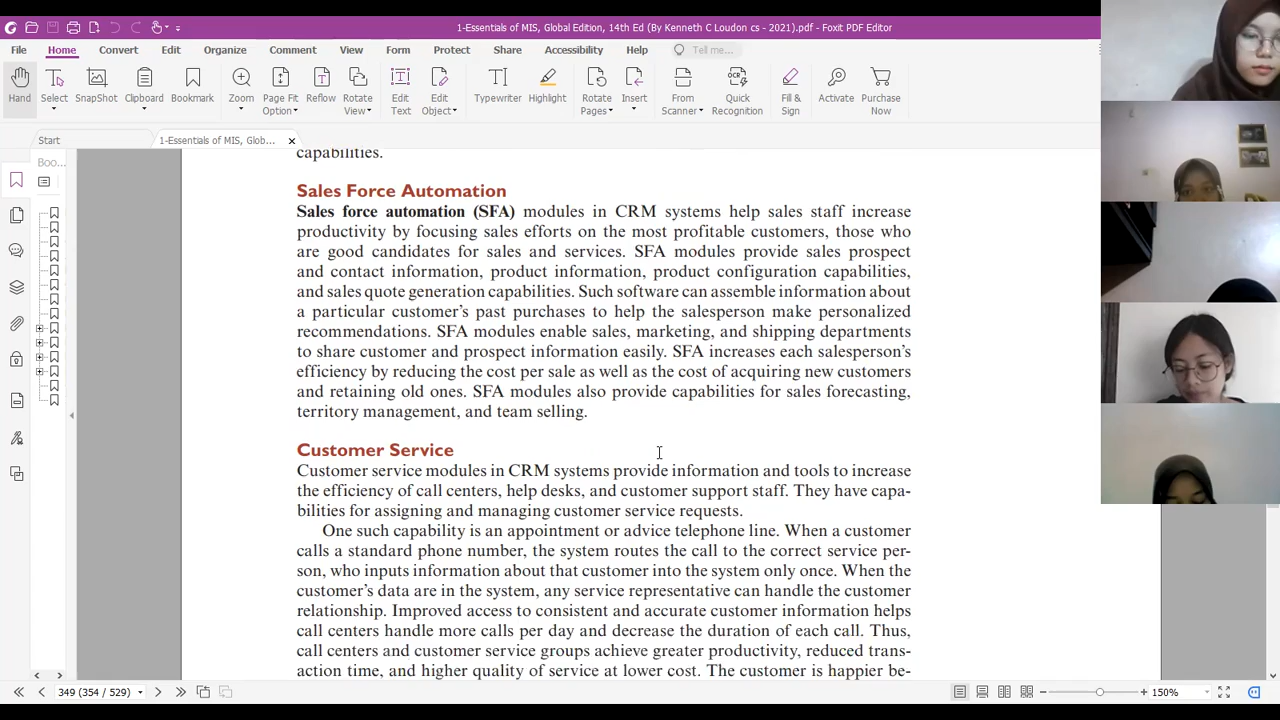 1-Essentials of MIS, Global Edition, 14th Ed (By Kenneth C Loudon cs - 2021).pdf - Foxit PDF Editor
File Home Convert Edit Organize Comment View Form Protect Share Accessibility Help Tell me...
Hand Select SnapShot Clipboard Bookmark Zoom Page Fit Option Reflow Rotate View Edit Text Edit Object Typewriter Highlight Rotate Pages Insert From Scanner OCR Quick Recognition Fill & Sign Activate Purchase Now
Start 1-Essentials of MIS, Glob...
Boo...
capabilities.
Sales Force Automation
Sales force automation (SFA) modules in CRM systems help sales staff increase
productivity by focusing sales efforts on the most profitable customers, those who
are good candidates for sales and services. SFA modules provide sales prospect
and contact information, product information, product configuration capabilities,
and sales quote generation capabilities. Such software can assemble information about
a particular customer's past purchases to help the salesperson make personalized
recommendations. SFA modules enable sales, marketing, and shipping departments
to share customer and prospect information easily. SFA increases each salesperson's
efficiency by reducing the cost per sale as well as the cost of acquiring new customers
and retaining old ones. SFA modules also provide capabilities for sales forecasting,
territory management, and team selling.
Customer Service
Customer service modules in CRM systems provide information and tools to increase
the efficiency of call centers, help desks, and customer support staff. They have capa-
bilities for assigning and managing customer service requests.
One such capability is an appointment or advice telephone line. When a customer
calls a standard phone number, the system routes the call to the correct service per-
son, who inputs information about that customer into the system only once. When the
customer's data are in the system, any service representative can handle the customer
relationship. Improved access to consistent and accurate customer information helps
call centers handle more calls per day and decrease the duration of each call. Thus,
call centers and customer service groups achieve greater productivity, reduced trans-
action time, and higher quality of service at lower cost. The customer is happier be-
349 (354 / 529) 150%